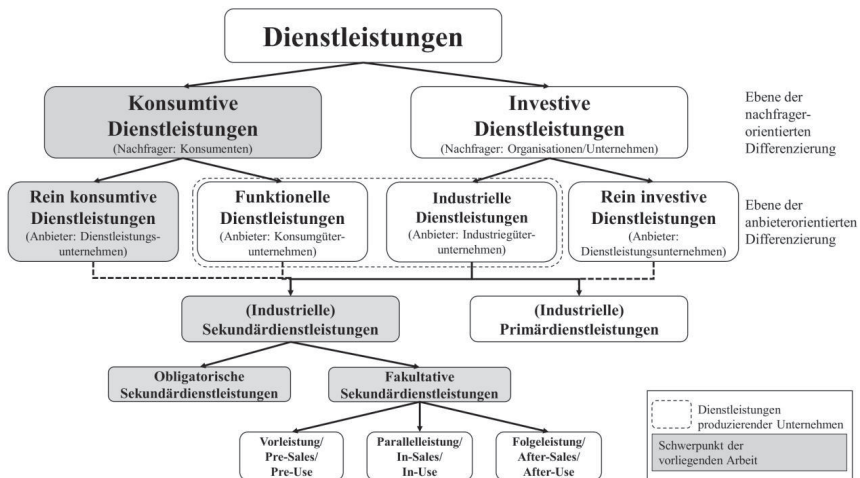 Dienstleistungen
Konsumtive
Dienstleistungen
(Nachfrager: Konsumenten)
Investive
Dienstleistungen
(Nachfrager: Organisationen/Unternehmen)
Ebene der
nachfrager-
orientierten
Differenzierung
Rein konsumtive
Dienstleistungen
(Anbieter: Dienstleistungs-
unternehmen)
Funktionelle
Dienstleistungen
(Anbieter: Konsumgüter-
unternehmen)
Industrielle
Dienstleistungen
(Anbieter: Industriegüter-
unternehmen)
Rein investive
Dienstleistungen
(Anbieter:
Dienstleistungsunternehmen)
Ebene der
anbieterorientierten
Differenzierung
(Industrielle)
Sekundärdienstleistungen
(Industrielle)
Primärdienstleistungen
Obligatorische
Sekundärdienstleistungen
Fakultative
Sekundärdienstleistungen
Vorleistung/
Pre-Sales/
Pre-Use
Parallelleistung/
In-Sales/
In-Use
Folgeleistung/
After-Sales/
After-Use
Dienstleistungen
produzierender Unternehmen
Schwerpunkt der
vorliegenden Arbeit